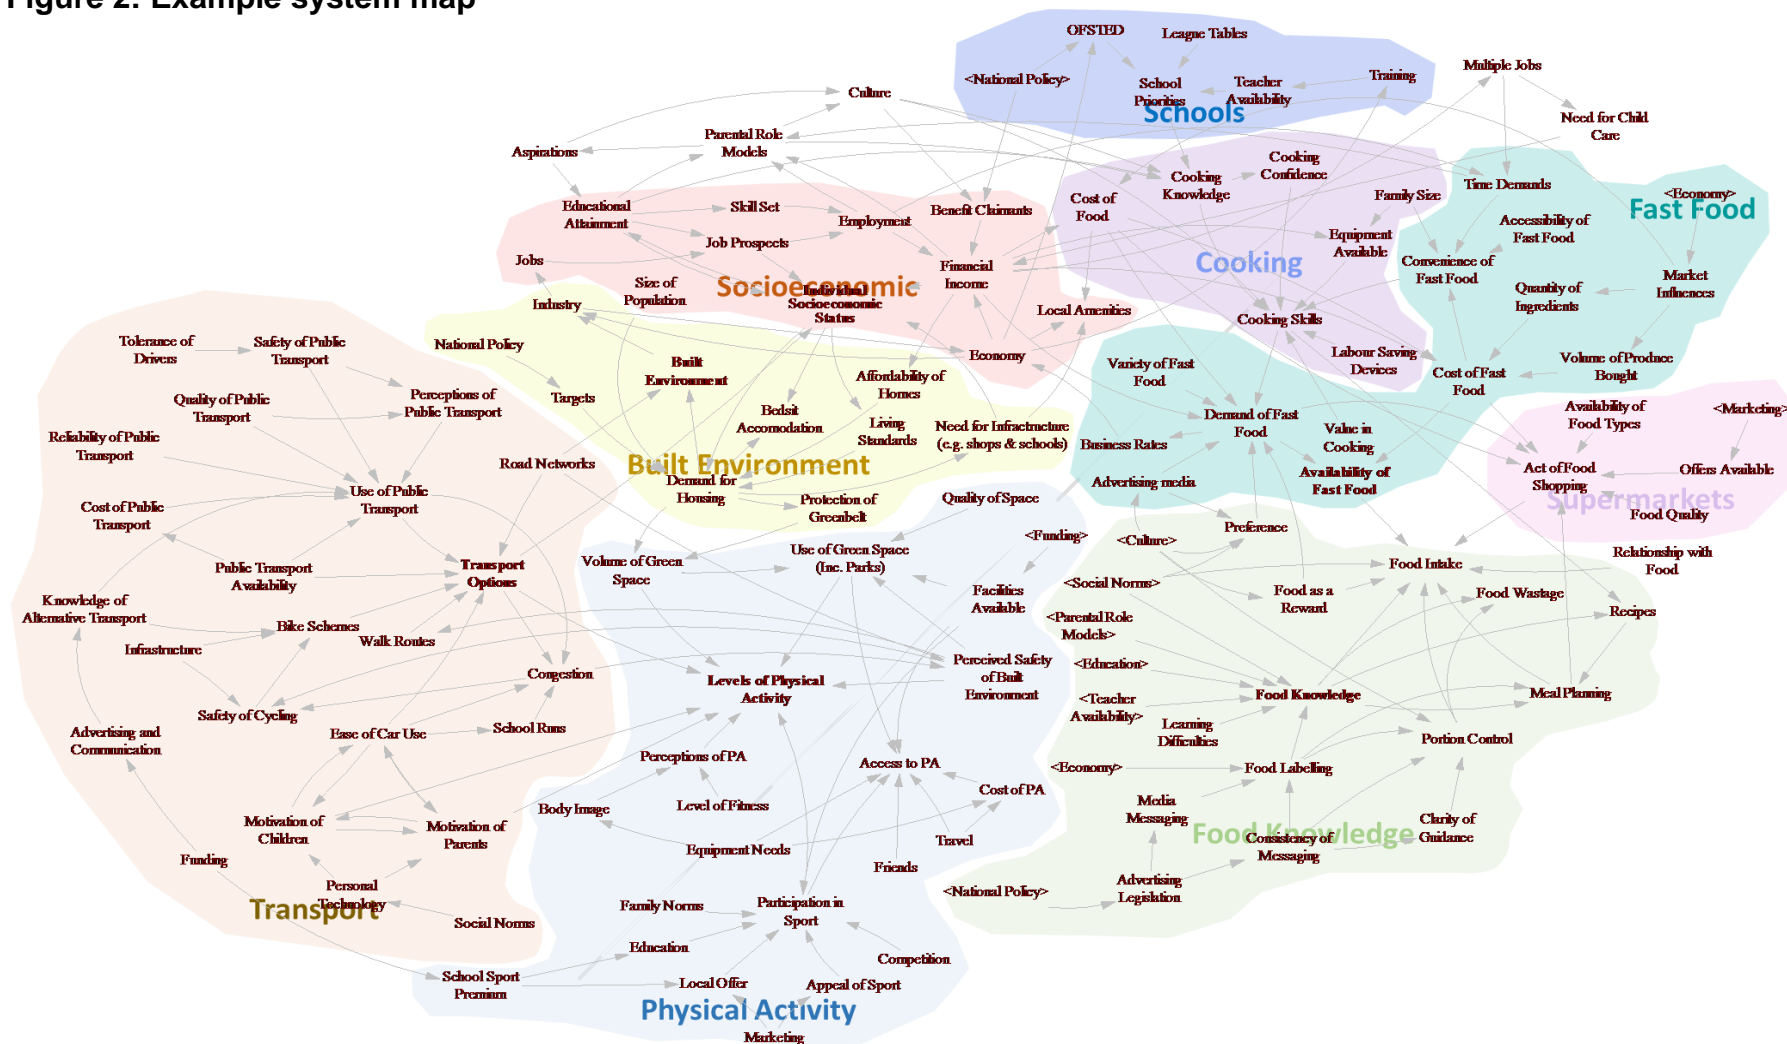 Figure 2: Example system map
OFSTED
League Tables
<National Policy>
School
Priorities
Teacher
Availability
Training
Schools
Multiple Jobs
Need for Child
Care
Culture
Parental Role
Models
Aspirations
Educational
Attainment
Skill Set
Employment
Benefit Claimants
Job Prospects
Jobs
Size of
Population
Financial
Income
Socioeconomic
Individual
Socioeconomic
Status
Local Amenities
Economy
Industry
Cooking
Knowledge
Cooking
Confidence
Cost of
Food
Family Size
Equipment
Available
Cooking
Cooking Skills
Labour Saving
Devices
Time Demands
<Economy>
Fast Food
Accessibility of
Fast Food
Convenience of
Fast Food
Market
Influences
Quantity of
Ingredients
Volume of Produce
Bought
Cost of Fast
Food
Variety of Fast
Food
Demand of Fast
Food
Value in
Cooking
Business Rates
Availability of
Fast Food
Advertising media
Availability of
Food Types
<Marketing>
Act of Food
Shopping
Offers Available
Supermarkets
Food Quality
National Policy
Built
Environment
Targets
Affordability of
Homes
Bedsit
Accomodation
Living
Standards
Need for Infrastructure
(e.g. shops & schools)
Road Networks
Built Environment
Demand for
Housing
Protection of
Greenbelt
Tolerance of
Drivers
Safety of Public
Transport
Quality of Public
Transport
Perceptions of
Public Transport
Reliability of Public
Transport
Use of Public
Transport
Cost of Public
Transport
Public Transport
Availability
Transport
Options
Knowledge of
Alternative Transport
Bike Schemes
Walk Routes
Infrastructure
Congestion
Safety of Cycling
Ease of Car Use
School Runs
Advertising and
Communication
Motivation of
Children
Motivation of
Parents
Funding
Personal
Technology
Transport
Social Norms
Quality of Space
<Funding>
Volume of Green
Space
Use of Green Space
(Inc. Parks)
Facilities
Available
Perceived Safety
of Built
Environment
Levels of Physical
Activity
Perceptions of PA
Access to PA
Cost of PA
Body Image
Level of Fitness
Travel
Equipment Needs
Friends
Family Norms
Participation in
Sport
Education
Competition
School Sport
Premium
Local Offer
Appeal of Sport
Physical Activity
Marketing
Preference
<Culture>
<Social Norms>
Food Intake
Relationship with
Food
Food as a
Reward
Food Wastage
Recipes
<Parental Role
Models>
<Education>
Food Knowledge
Meal Planning
<Teacher
Availability>
Learning
Difficulties
Portion Control
<Economy>
Food Labelling
Media
Messaging
Clarity of
Guidance
Food Knowledge
Consistency of
Messaging
Advertising
Legislation
<National Policy>